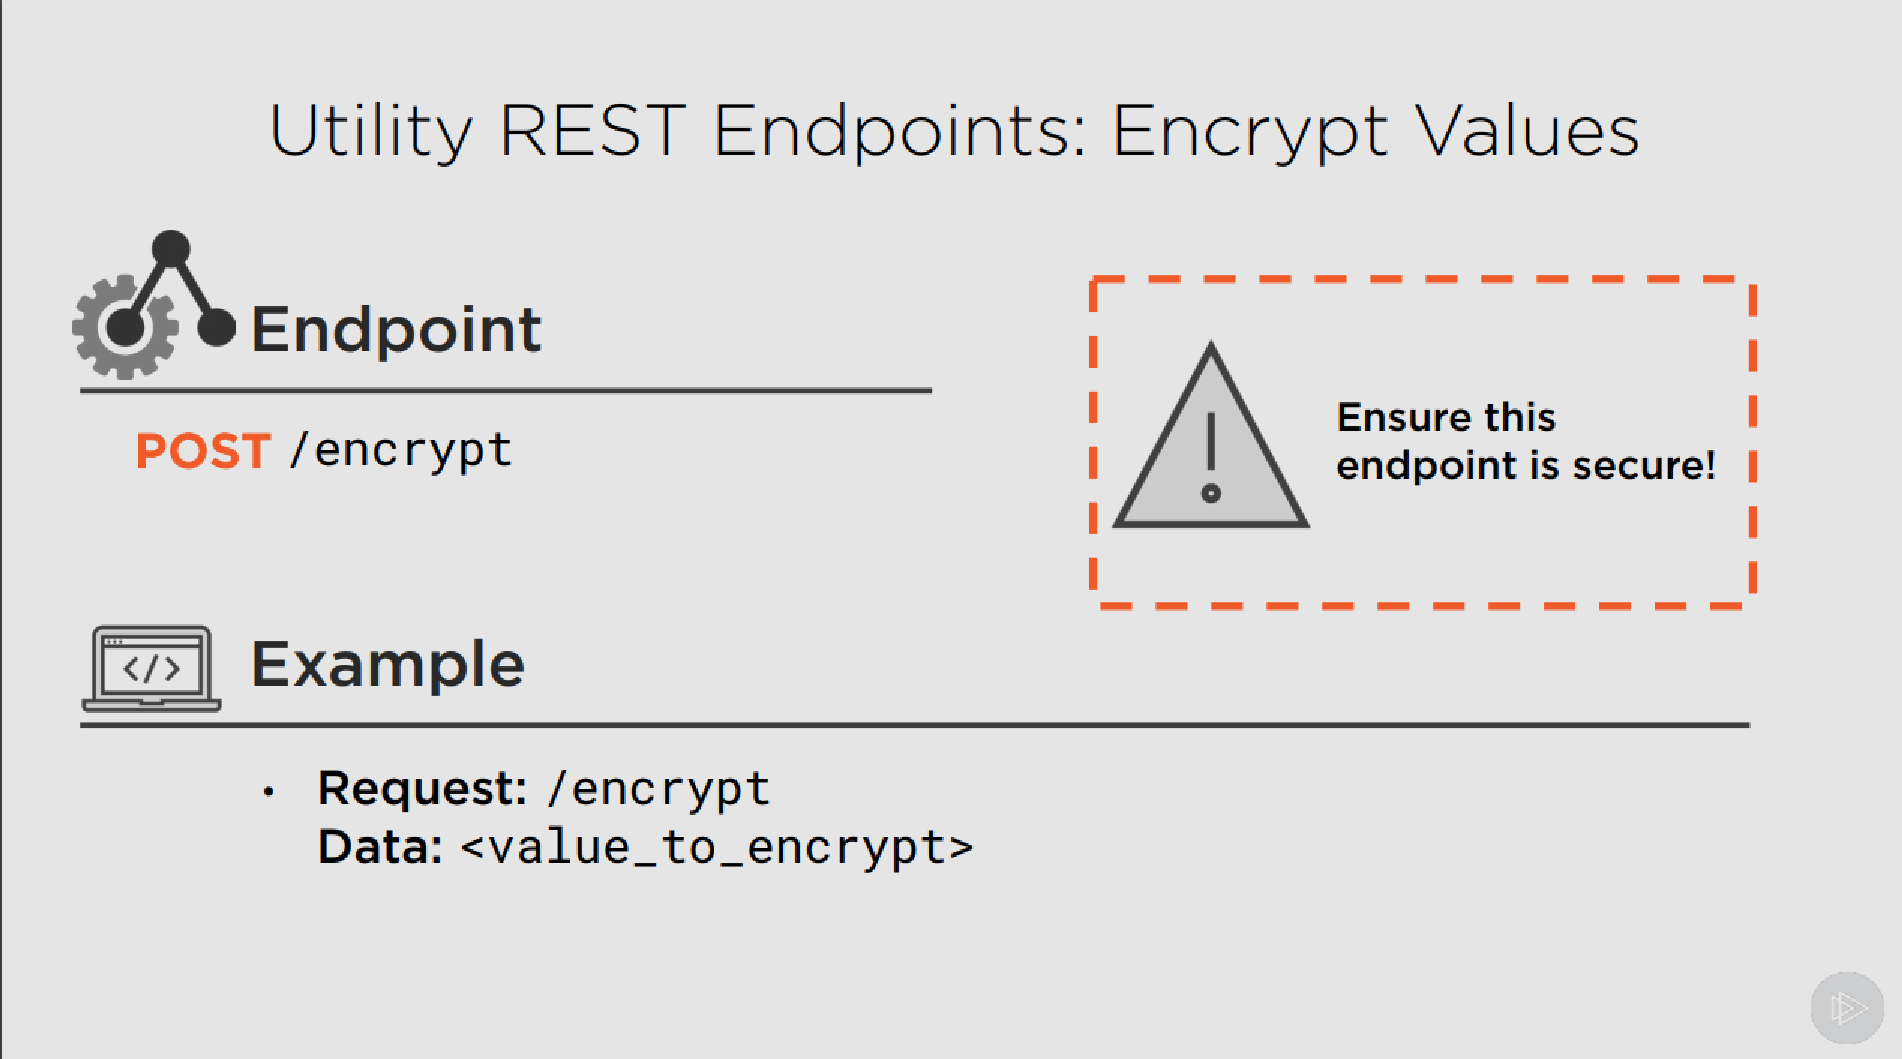 Utility REST Endpoints: Encrypt Values
Endpoint
POST /encrypt
Ensure this
endpoint is secure!
Example
</>
• Request: /encrypt
Data: <value_to_encrypt>